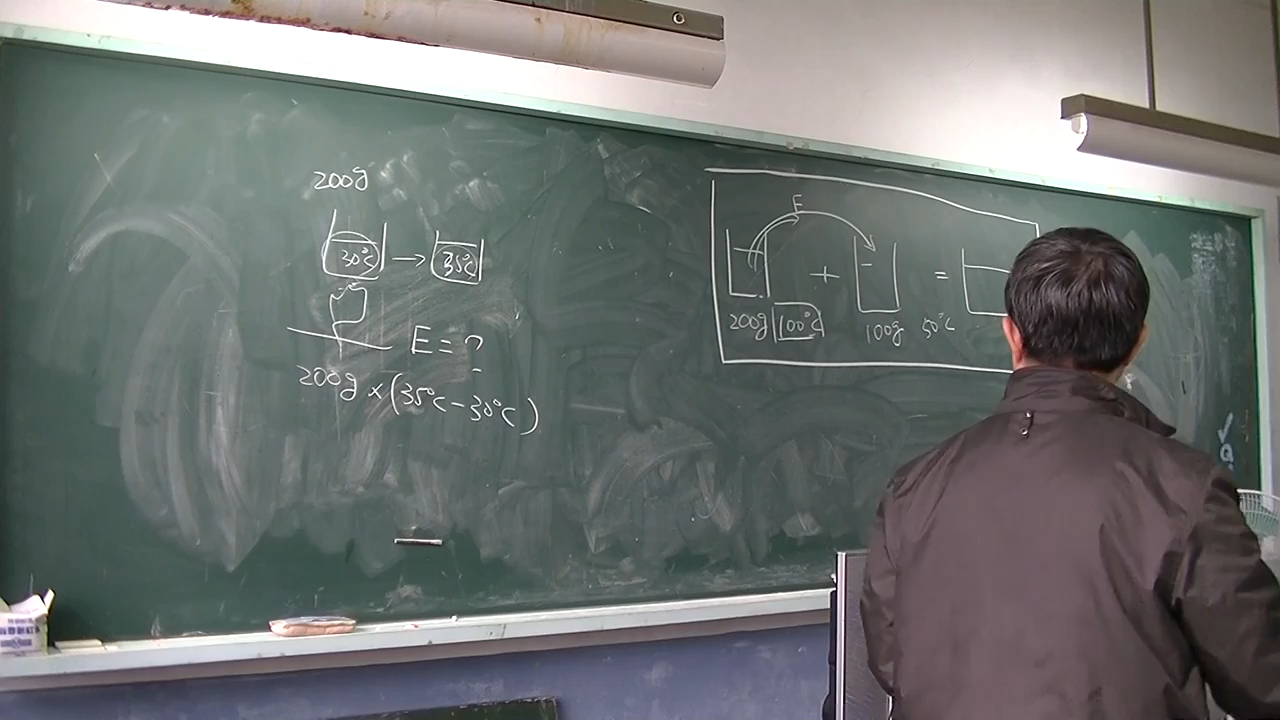 200g
30°C → 35°C
E = ?
200g × (35°C - 30°C)
E
+ =
200g 100°C 100g 50°C
Q